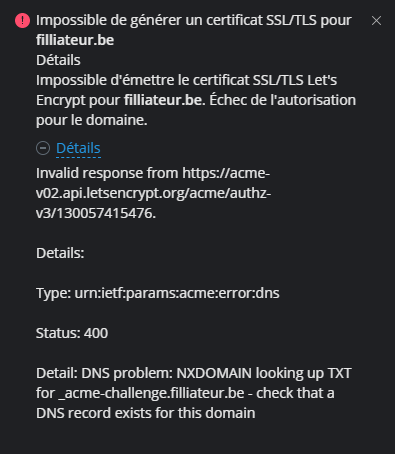 Impossible de générer un certificat SSL/TLS pour
filliateur.be
Détails
Impossible d'émettre le certificat SSL/TLS Let's
Encrypt pour filliateur.be. Échec de l'autorisation
pour le domaine.
Détails
Invalid response from https://acme-
v02.api.letsencrypt.org/acme/authz-
v3/130057415476.
Details:
Type: urn:ietf:params:acme:error:dns
Status: 400
Detail: DNS problem: NXDOMAIN looking up TXT
for _acme-challenge.filliateur.be - check that a
DNS record exists for this domain